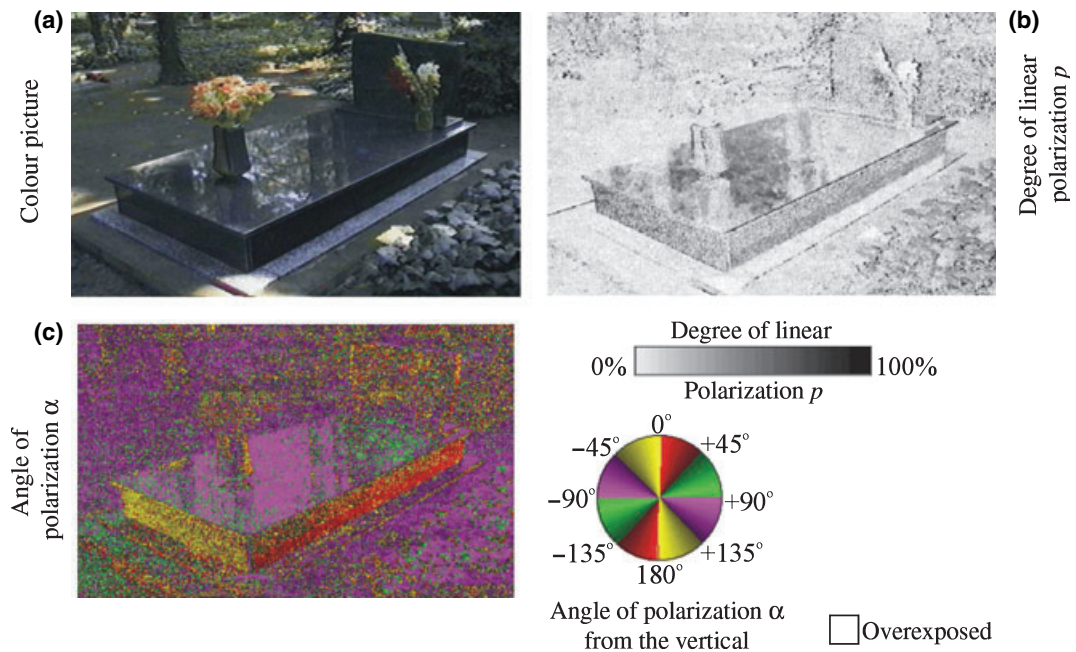 (a)
Colour picture
(b)
Degree of linear
polarization p
(c)
Angle of
polarization α
Degree of linear
0%
100%
Polarization p
0°
−45°
+45°
−90°
+90°
−135°
+135°
180°
Angle of polarization α
from the vertical
Overexposed